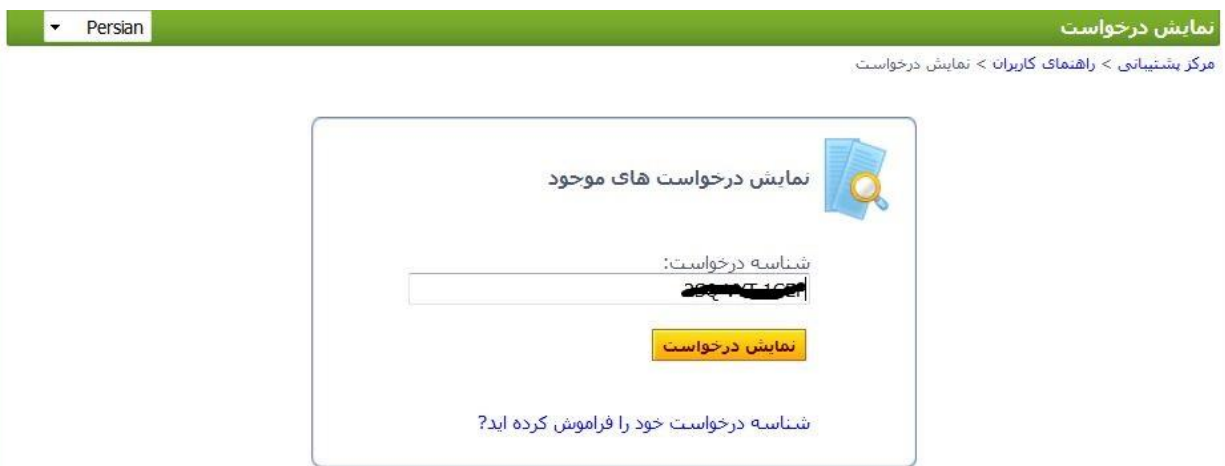 نمایش درخواست
Persian
مرکز پشتیبانی > راهنمای کاربران > نمایش درخواست
نمایش درخواست های موجود
شناسه درخواست:
نمایش درخواست
شناسه درخواست خود را فراموش کرده اید?